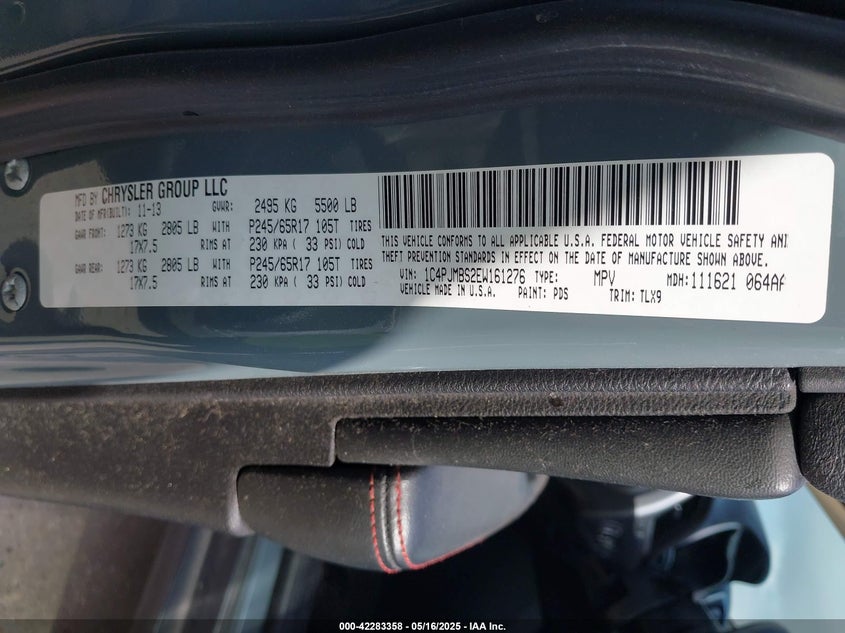 MFD BY CHRYSLER GROUP LLC
DATE OF MFR(BUILT): 11-13 GVWR: 2495 KG 5500 LB
GAWR FRONT: 1273 KG 2805 LB WITH P245/65R17 105T TIRES
17X7.5 RIMS AT 230 KPA ( 33 PSI) COLD
GAWR REAR: 1273 KG 2805 LB WITH P245/65R17 105T TIRES
17X7.5 RIMS AT 230 KPA ( 33 PSI) COLD
THIS VEHICLE CONFORMS TO ALL APPLICABLE U.S.A. FEDERAL MOTOR VEHICLE SAFETY AND
THEFT PREVENTION STANDARDS IN EFFECT ON THE DATE OF MANUFACTURE SHOWN ABOVE.
VIN: 1C4PJMBS2EW161276 TYPE: MPV MDH: 111621 064AA
VEHICLE MADE IN U.S.A. PAINT: PDS TRIM: TLX9
000-42283358 - 05/16/2025 - IAA Inc.